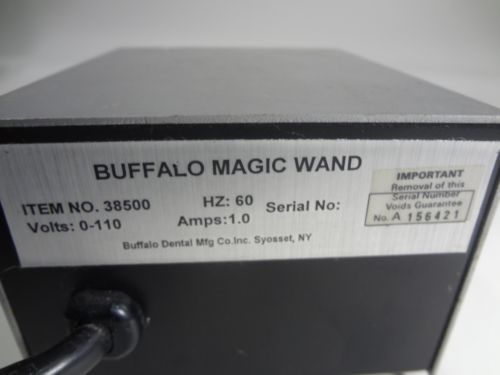 BUFFALO MAGIC WAND
ITEM NO. 38500 HZ: 60 Serial No:
Volts: 0-110 Amps:1.0
Buffalo Dental Mfg Co.Inc. Syosset, NY
IMPORTANT
Removal of this
Serial Number
Voids Guarantee
No. A 156421